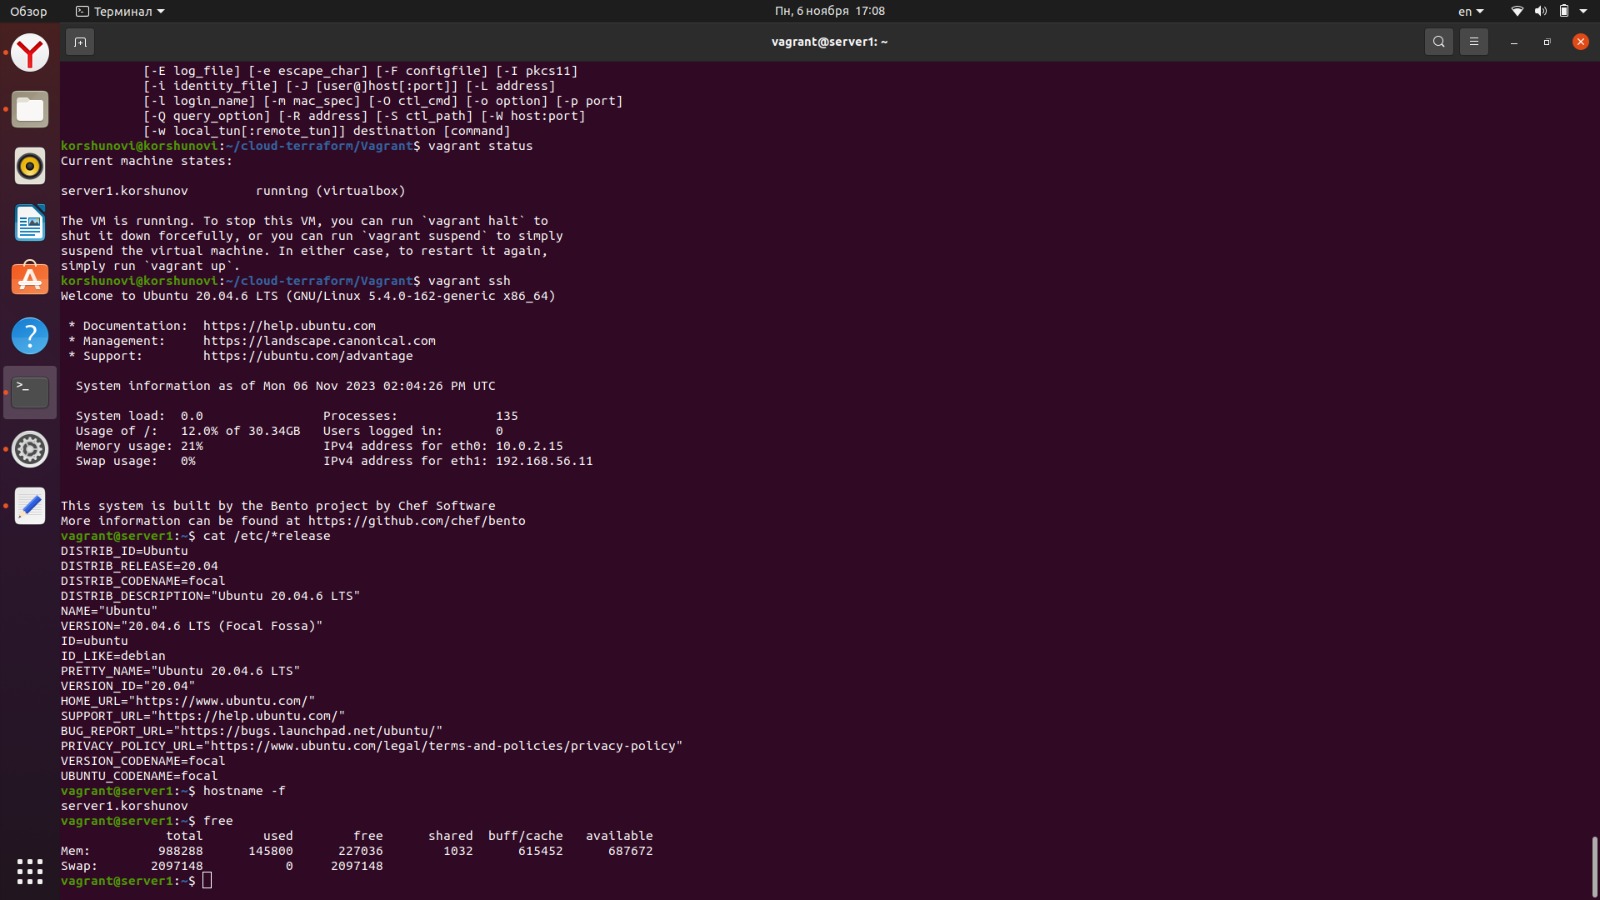 Обзор Терминал Пн, 6 ноября 17:08 en
vagrant@server1: ~
[-E log_file] [-e escape_char] [-F configfile] [-I pkcs11]
[-i identity_file] [-J [user@]host[:port]] [-L address]
[-l login_name] [-m mac_spec] [-O ctl_cmd] [-o option] [-p port]
[-Q query_option] [-R address] [-S ctl_path] [-W host:port]
[-w local_tun[:remote_tun]] destination [command]
korshunovi@korshunovi:~/cloud-terraform/Vagrant$ vagrant status
Current machine states:
server1.korshunov running (virtualbox)
The VM is running. To stop this VM, you can run `vagrant halt` to
shut it down forcefully, or you can run `vagrant suspend` to simply
suspend the virtual machine. In either case, to restart it again,
simply run `vagrant up`.
korshunovi@korshunovi:~/cloud-terraform/Vagrant$ vagrant ssh
Welcome to Ubuntu 20.04.6 LTS (GNU/Linux 5.4.0-162-generic x86_64)
* Documentation: https://help.ubuntu.com
* Management: https://landscape.canonical.com
* Support: https://ubuntu.com/advantage
System information as of Mon 06 Nov 2023 02:04:26 PM UTC
System load: 0.0 Processes: 135
Usage of /: 12.0% of 30.34GB Users logged in: 0
Memory usage: 21% IPv4 address for eth0: 10.0.2.15
Swap usage: 0% IPv4 address for eth1: 192.168.56.11
This system is built by the Bento project by Chef Software
More information can be found at https://github.com/chef/bento
vagrant@server1:~$ cat /etc/*release
DISTRIB_ID=Ubuntu
DISTRIB_RELEASE=20.04
DISTRIB_CODENAME=focal
DISTRIB_DESCRIPTION="Ubuntu 20.04.6 LTS"
NAME="Ubuntu"
VERSION="20.04.6 LTS (Focal Fossa)"
ID=ubuntu
ID_LIKE=debian
PRETTY_NAME="Ubuntu 20.04.6 LTS"
VERSION_ID="20.04"
HOME_URL="https://www.ubuntu.com/"
SUPPORT_URL="https://help.ubuntu.com/"
BUG_REPORT_URL="https://bugs.launchpad.net/ubuntu/"
PRIVACY_POLICY_URL="https://www.ubuntu.com/legal/terms-and-policies/privacy-policy"
VERSION_CODENAME=focal
UBUNTU_CODENAME=focal
vagrant@server1:~$ hostname -f
server1.korshunov
vagrant@server1:~$ free
total used free shared buff/cache available
Mem: 988288 145800 227036 1032 615452 687672
Swap: 2097148 0 2097148
vagrant@server1:~$